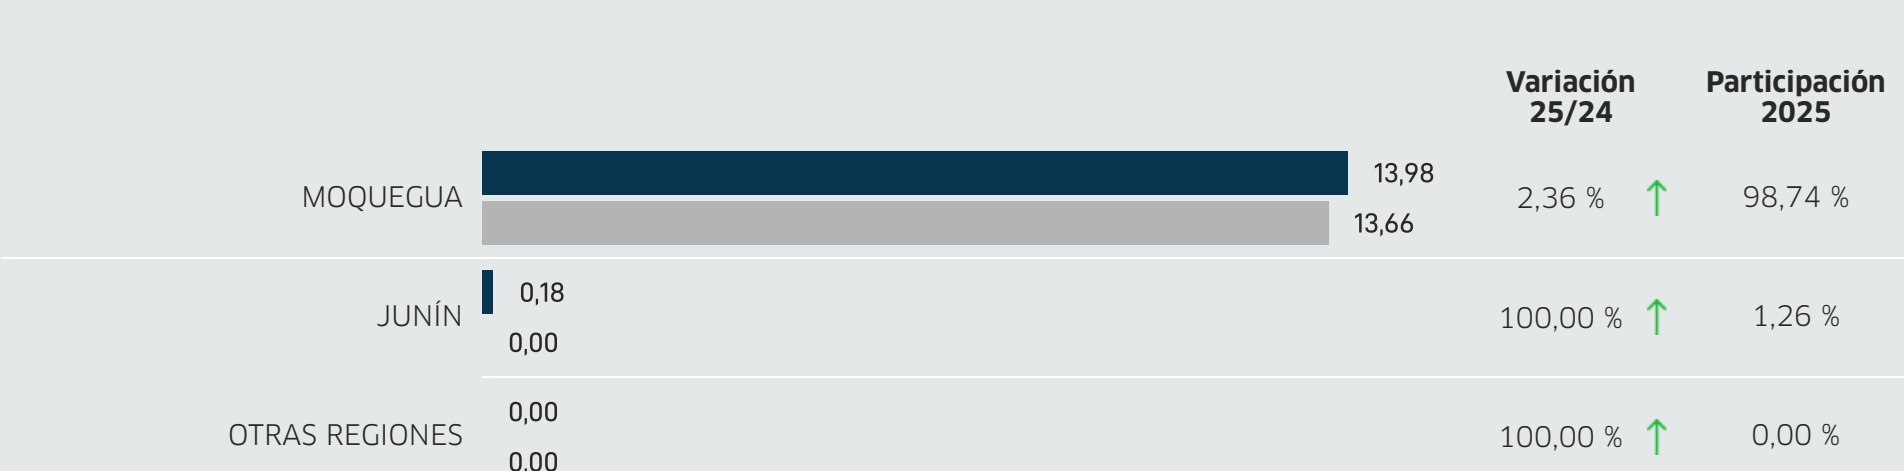 Variación Participación
25/24 2025
MOQUEGUA 13,98 2,36 % 98,74 %
13,66
JUNÍN 0,18 100,00 % 1,26 %
0,00
OTRAS REGIONES 0,00 100,00 % 0,00 %
0,00